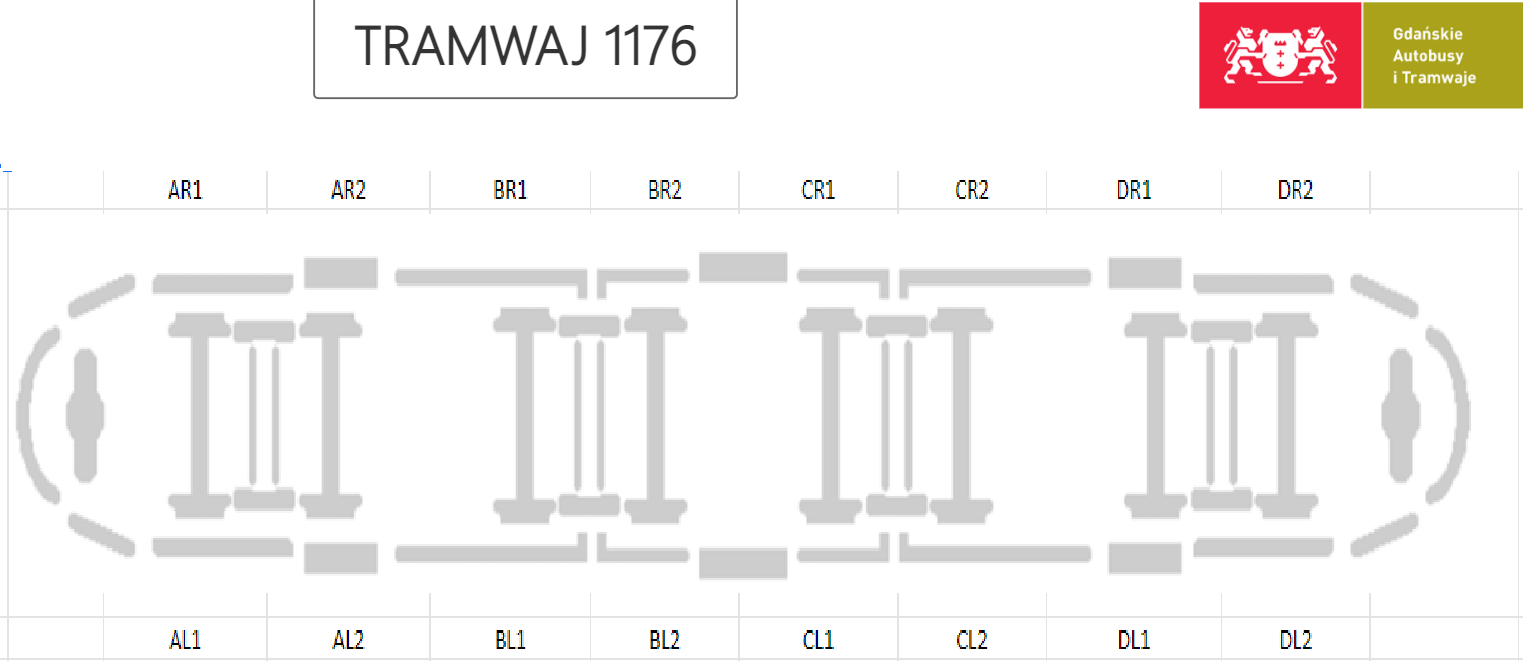 TRAMWAJ 1176
Gdańskie
Autobusy
i Tramwaje
AR1 AR2 BR1 BR2 CR1 CR2 DR1 DR2
AL1 AL2 BL1 BL2 CL1 CL2 DL1 DL2